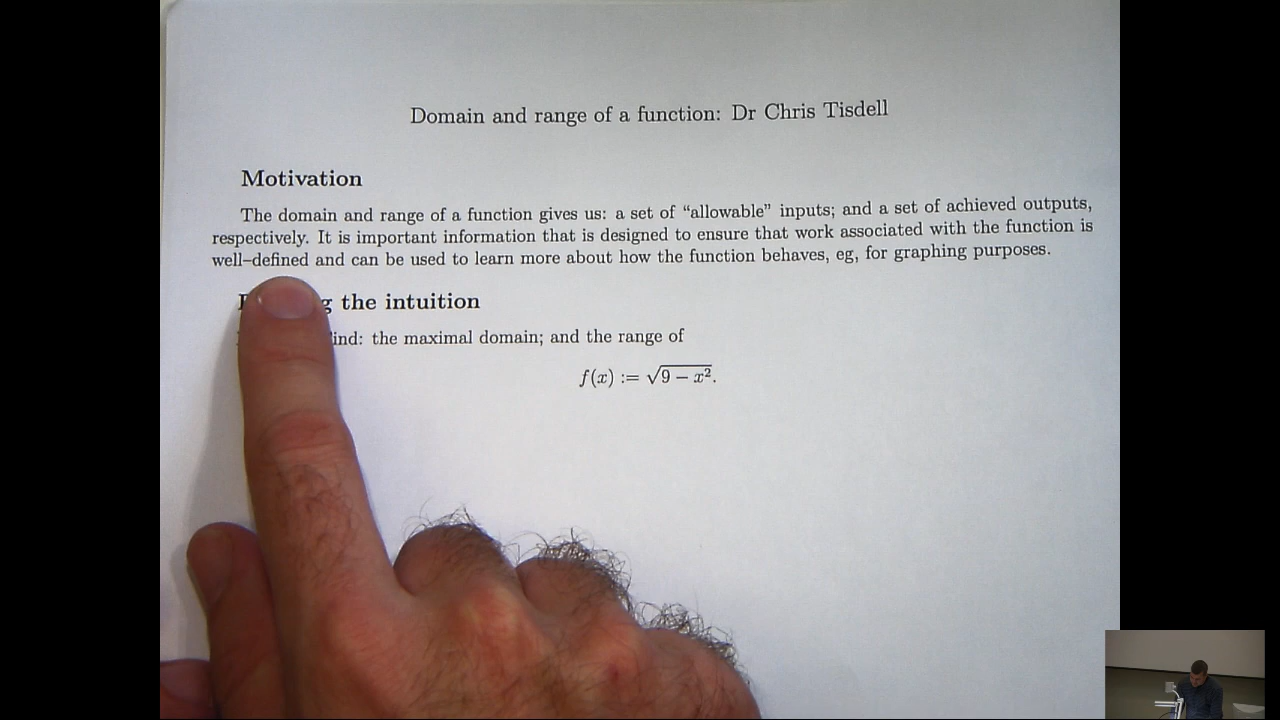 Domain and range of a function: Dr Chris Tisdell
Motivation
The domain and range of a function gives us: a set of “allowable” inputs; and a set of achieved outputs,
respectively. It is important information that is designed to ensure that work associated with the function is
well–defined and can be used to learn more about how the function behaves, eg, for graphing purposes.
the intuition
the maximal domain; and the range of
f(x) := √(9 − x²).